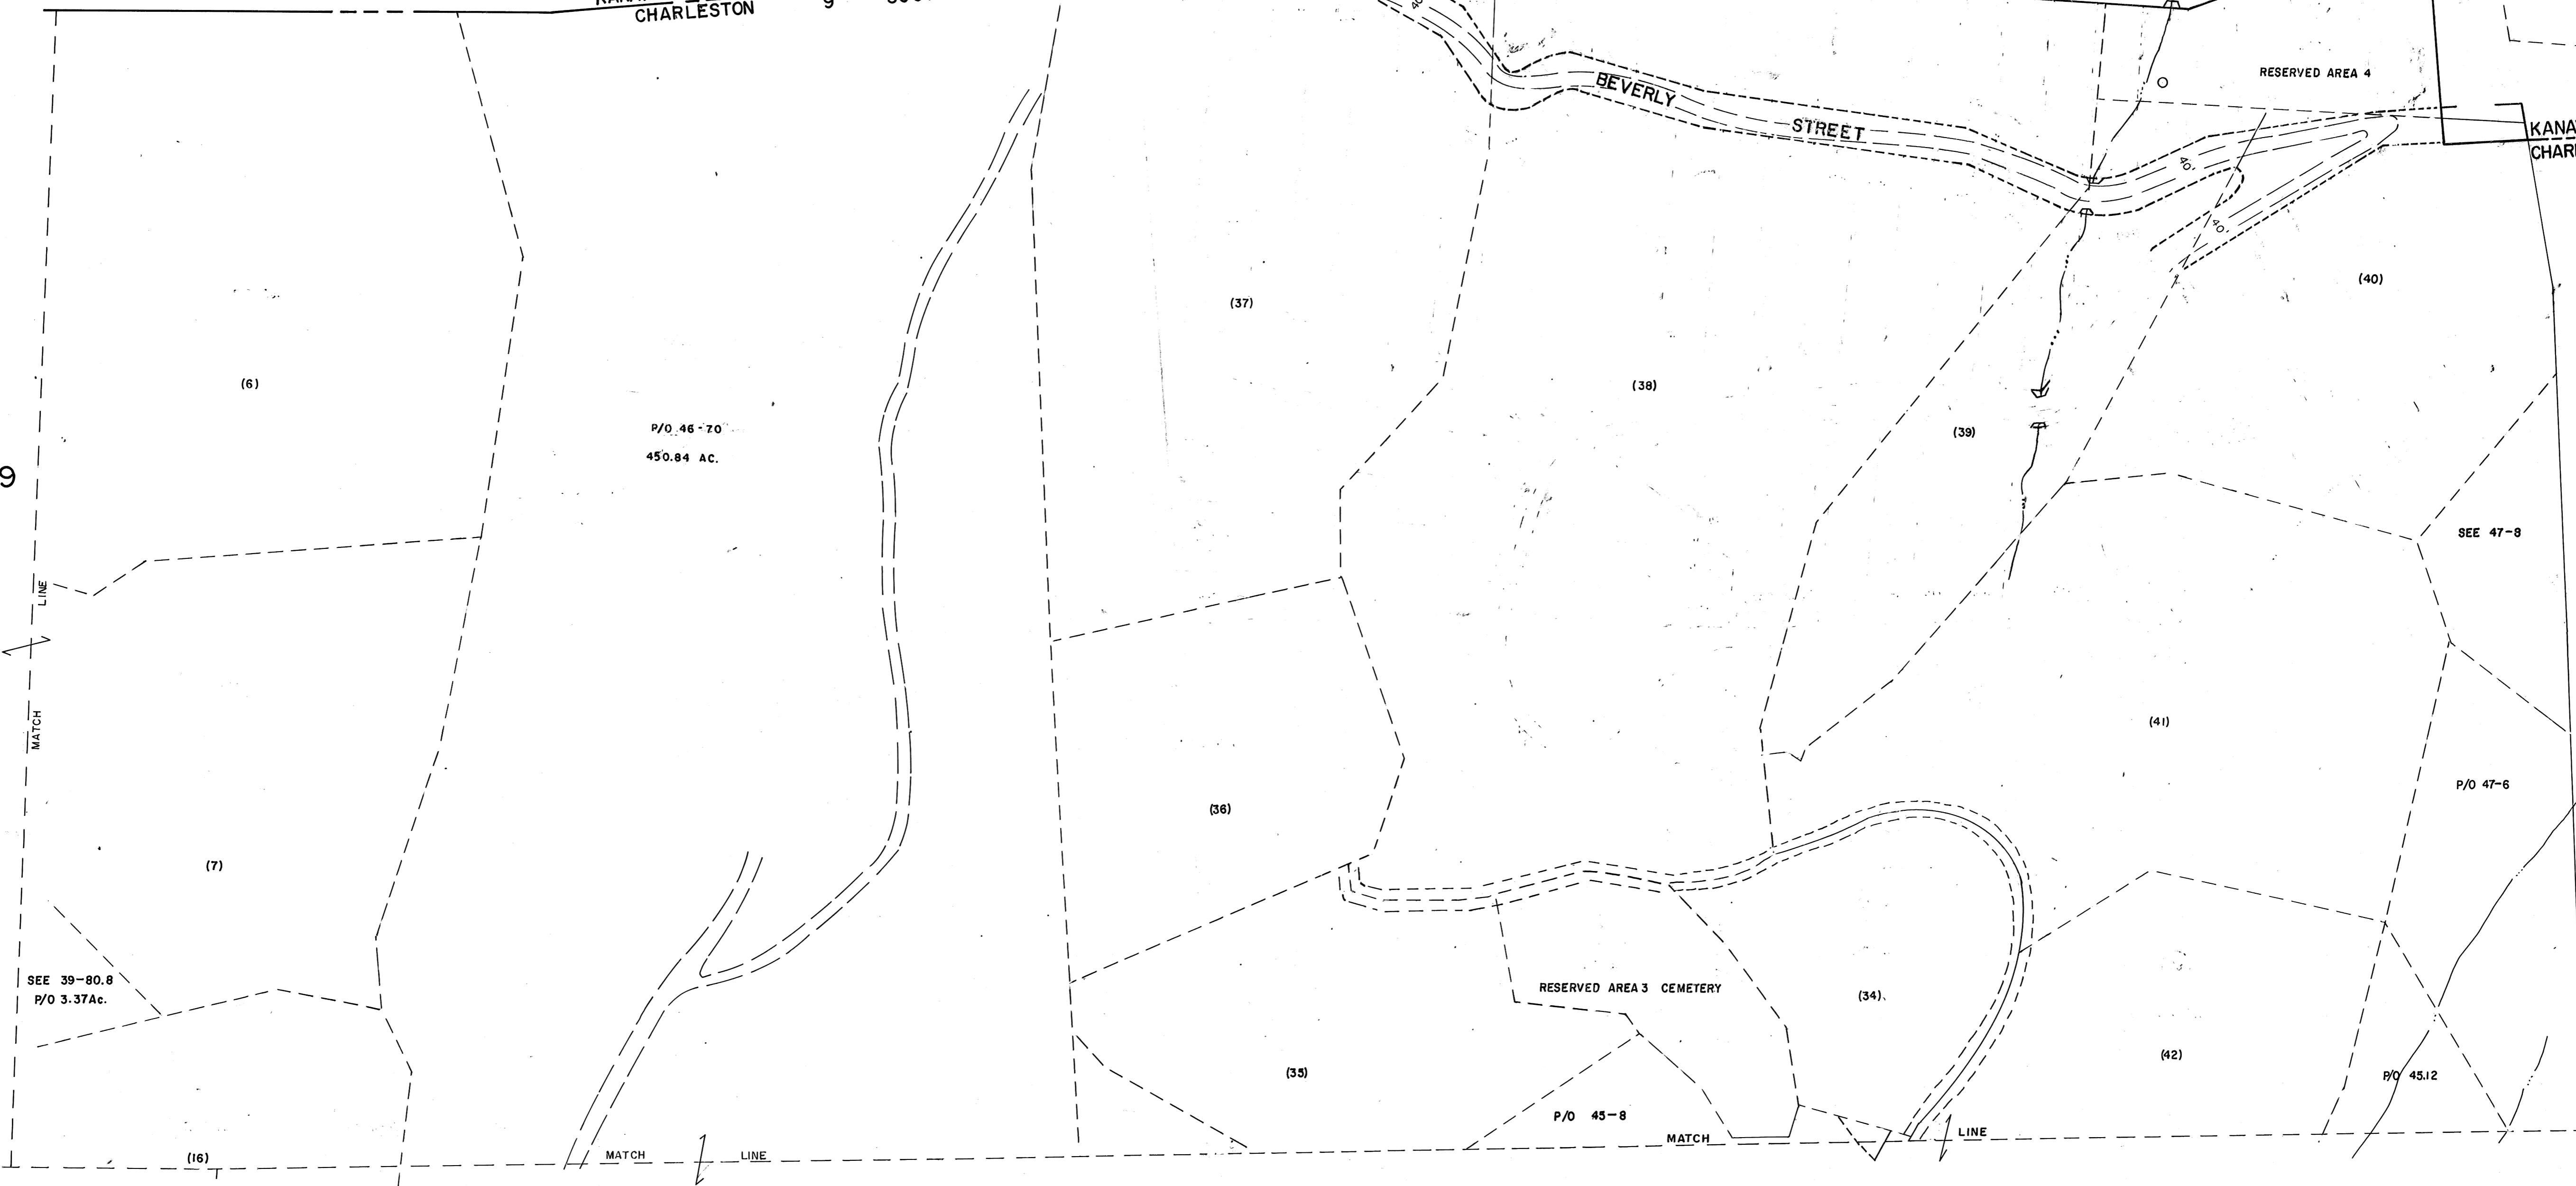 CHARLESTON
40'
BEVERLY
STREET
RESERVED AREA 4
40'
40'
(37)
(40)
(6)
(38)
P/O 46-70
450.84 AC.
(39)
9
SEE 47-8
MATCH LINE
(41)
P/O 47-6
(36)
(7)
SEE 39-80.8
P/O 3.37Ac.
RESERVED AREA 3 CEMETERY
(34)
(35)
(42)
P/O 45.12
P/O 45-8
MATCH LINE
MATCH LINE
(16)